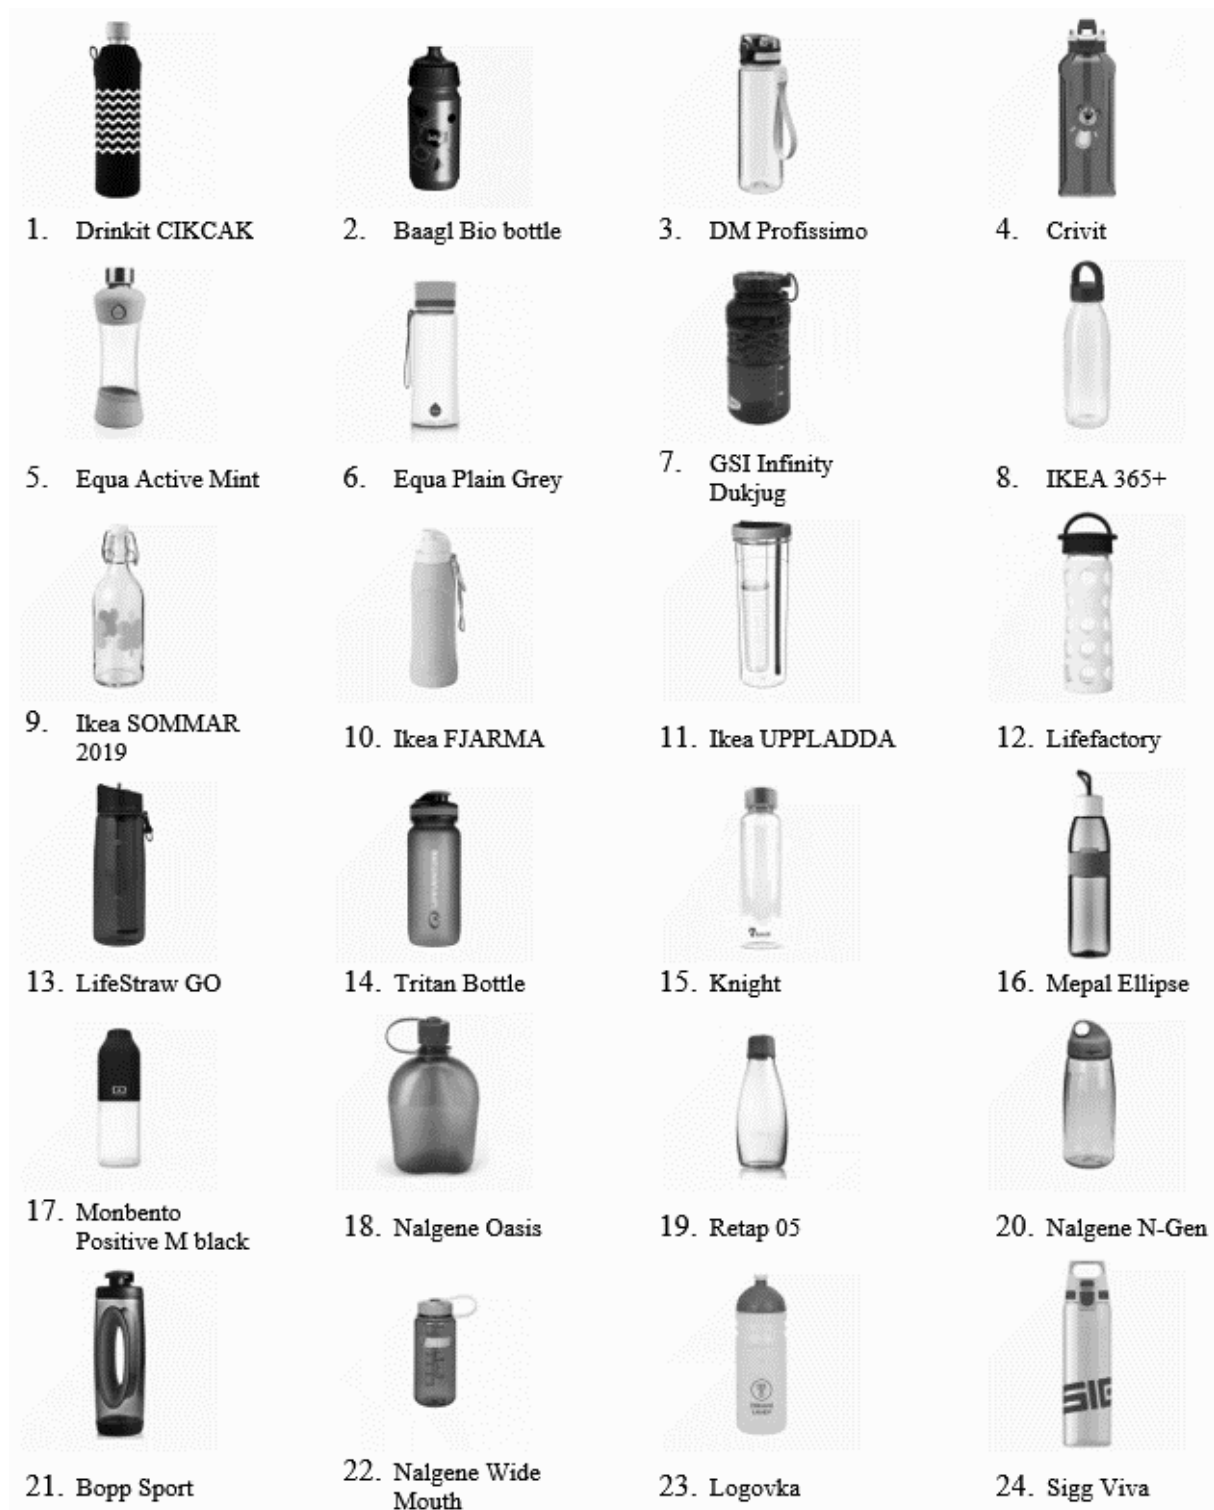 1. Drinkit CIKCAK
2. Baagl Bio bottle
3. DM Profissimo
4. Crivit
5. Equa Active Mint
6. Equa Plain Grey
7. GSI Infinity
Dukjug
8. IKEA 365+
9. Ikea SOMMAR
2019
10. Ikea FJARMA
11. Ikea UPPLADDA
12. Lifefactory
13. LifeStraw GO
14. Tritan Bottle
15. Knight
16. Mepal Ellipse
17. Monbento
Positive M black
18. Nalgene Oasis
19. Retap 05
20. Nalgene N-Gen
SIG
21. Bopp Sport
22. Nalgene Wide
Mouth
23. Logovka
24. Sigg Viva